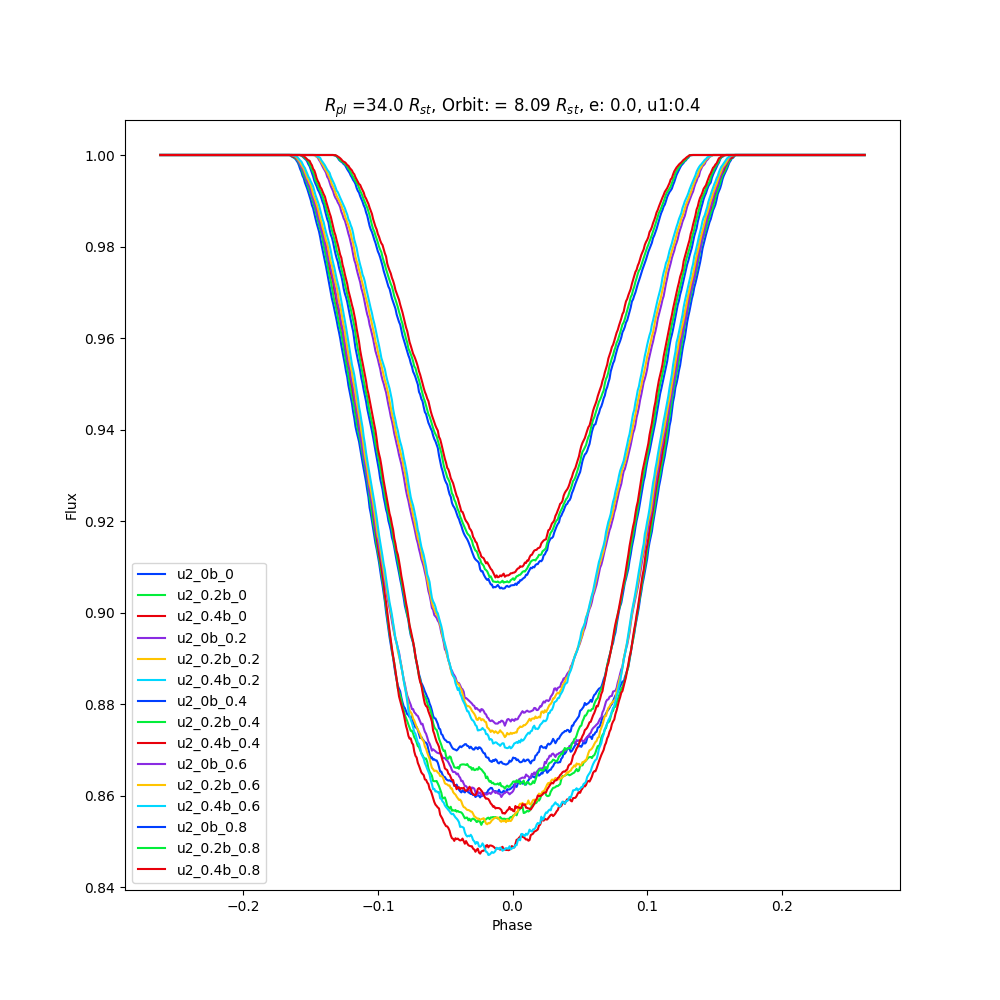 R_pl =34.0 R_st, Orbit: = 8.09 R_st, e: 0.0, u1:0.4
1.00
0.98
0.96
0.94
0.92
0.90
0.88
0.86
0.84
Flux
u2_0b_0
u2_0.2b_0
u2_0.4b_0
u2_0b_0.2
u2_0.2b_0.2
u2_0.4b_0.2
u2_0b_0.4
u2_0.2b_0.4
u2_0.4b_0.4
u2_0b_0.6
u2_0.2b_0.6
u2_0.4b_0.6
u2_0b_0.8
u2_0.2b_0.8
u2_0.4b_0.8
−0.2 −0.1 0.0 0.1 0.2
Phase